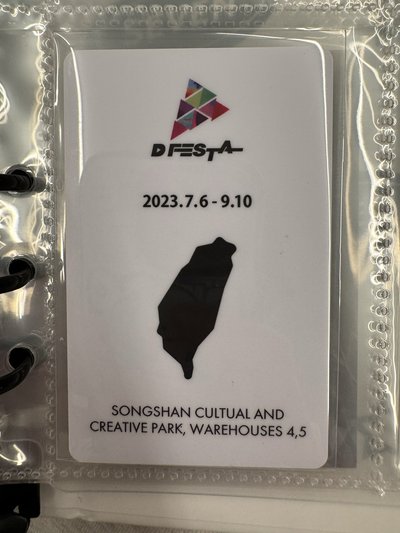 D'FESTA
2023.7.6 - 9.10
SONGSHAN CULTUAL AND
CREATIVE PARK, WAREHOUSES 4,5